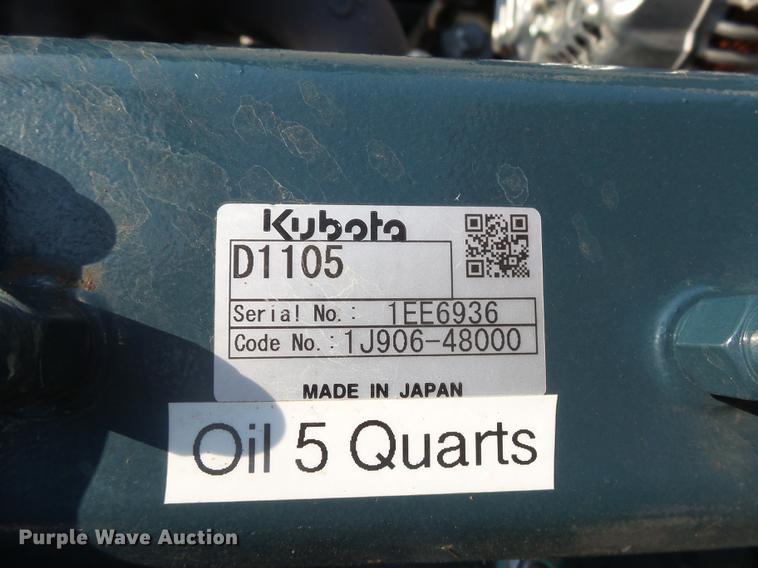 Kubota
D1105
Serial No.: 1EE6936
Code No.: 1J906-48000
MADE IN JAPAN
Oil 5 Quarts
Purple Wave Auction